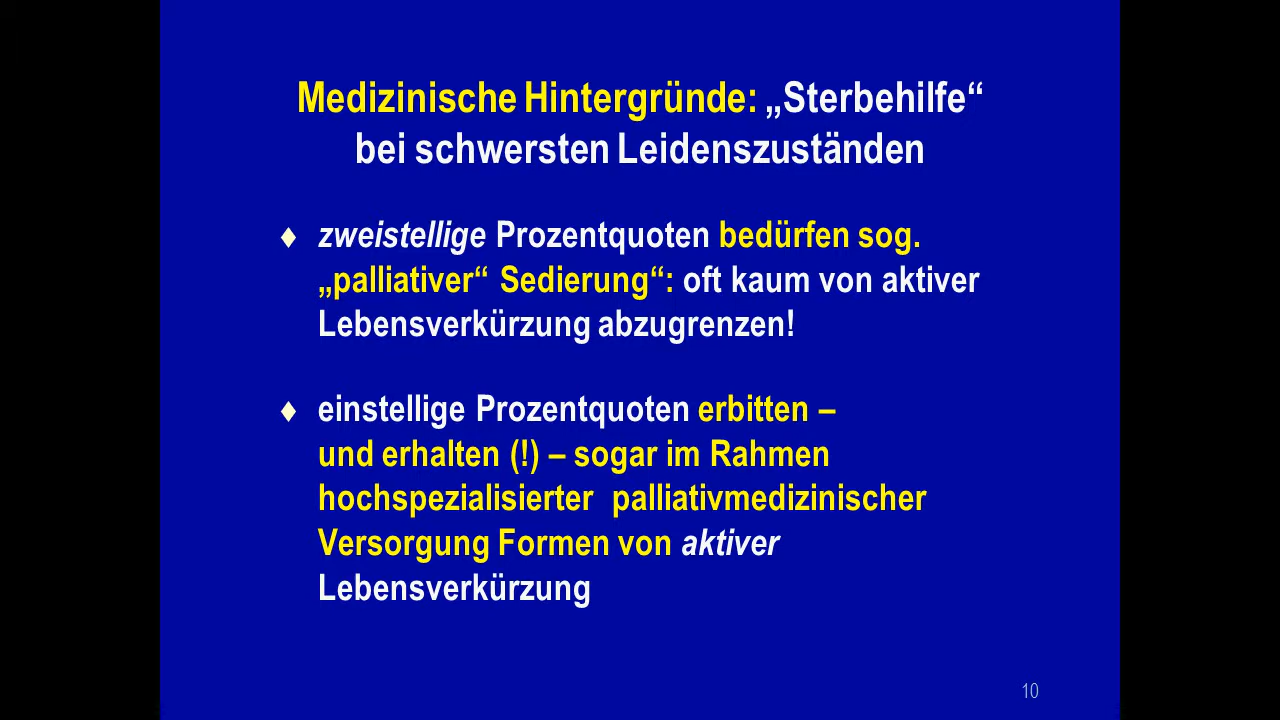 Medizinische Hintergründe: „Sterbehilfe“
bei schwersten Leidenszuständen
♦ zweistellige Prozentquoten bedürfen sog.
„palliativer“ Sedierung“: oft kaum von aktiver
Lebensverkürzung abzugrenzen!
♦ einstellige Prozentquoten erbitten –
und erhalten (!) – sogar im Rahmen
hochspezialisierter palliativmedizinischer
Versorgung Formen von aktiver
Lebensverkürzung
10